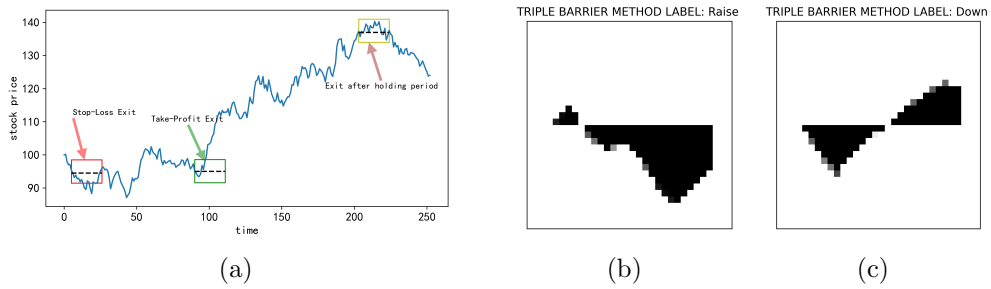 TRIPLE BARRIER METHOD LABEL: Raise
TRIPLE BARRIER METHOD LABEL: Down
140
130
120
110
100
90
stock price
Stop-Loss Exit
Take-Profit Exit
Exit after holding period
0
50
100
150
200
250
time
(a)
(b)
(c)